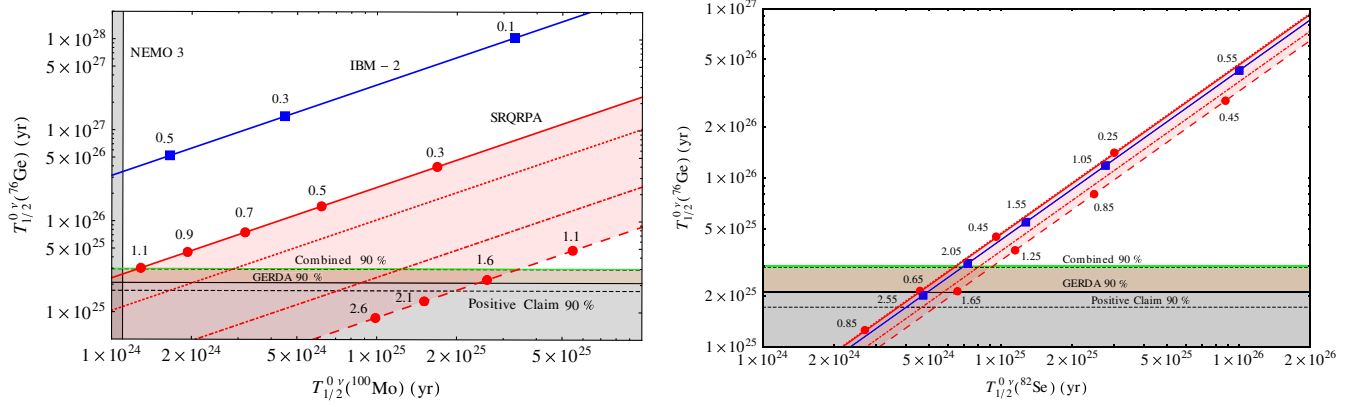 1 × 10^28
5 × 10^27
1 × 10^27
5 × 10^26
1 × 10^26
5 × 10^25
1 × 10^25
T_{1/2}^{0 ν}(^{76}Ge) (yr)
NEMO 3
IBM − 2
SRQRPA
0.1
0.3
0.5
0.3
0.5
0.7
0.9
1.1
1.1
1.6
2.1
2.6
Combined 90 %
GERDA 90 %
Positive Claim 90 %
1 × 10^24
2 × 10^24
5 × 10^24
1 × 10^25
2 × 10^25
5 × 10^25
T_{1/2}^{0 ν}(^{100}Mo) (yr)
1 × 10^27
5 × 10^26
2 × 10^26
1 × 10^26
5 × 10^25
2 × 10^25
1 × 10^25
T_{1/2}^{0 ν}(^{76}Ge) (yr)
0.55
0.45
0.25
1.05
0.85
1.55
0.45
1.25
2.05
0.65
2.55
1.65
0.85
Combined 90 %
GERDA 90 %
Positive Claim 90 %
1 × 10^24
2 × 10^24
5 × 10^24
1 × 10^25
2 × 10^25
5 × 10^25
1 × 10^26
2 × 10^26
T_{1/2}^{0 ν}(^{82}Se) (yr)